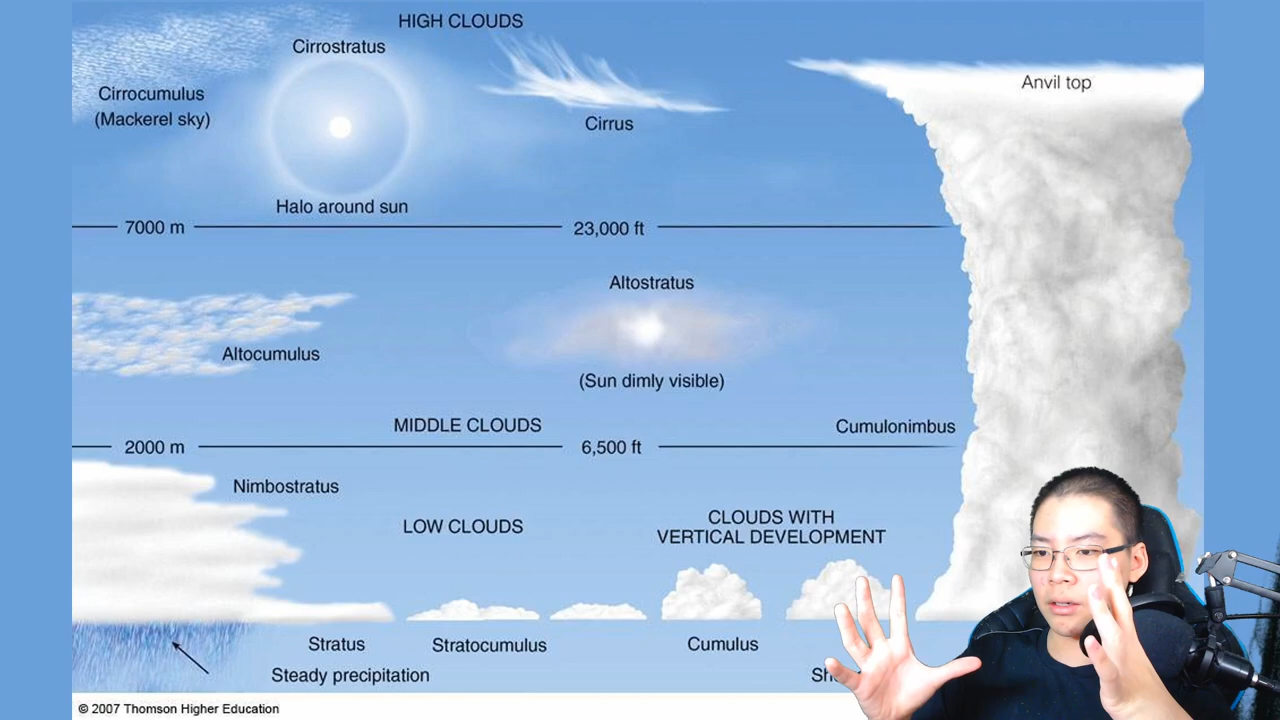 HIGH CLOUDS
Cirrostratus
Cirrocumulus
(Mackerel sky)
Cirrus
Anvil top
Halo around sun
7000 m
23,000 ft
Altostratus
Altocumulus
(Sun dimly visible)
MIDDLE CLOUDS
Cumulonimbus
2000 m
6,500 ft
Nimbostratus
LOW CLOUDS
CLOUDS WITH
VERTICAL DEVELOPMENT
Stratus
Stratocumulus
Cumulus
Steady precipitation
© 2007 Thomson Higher Education